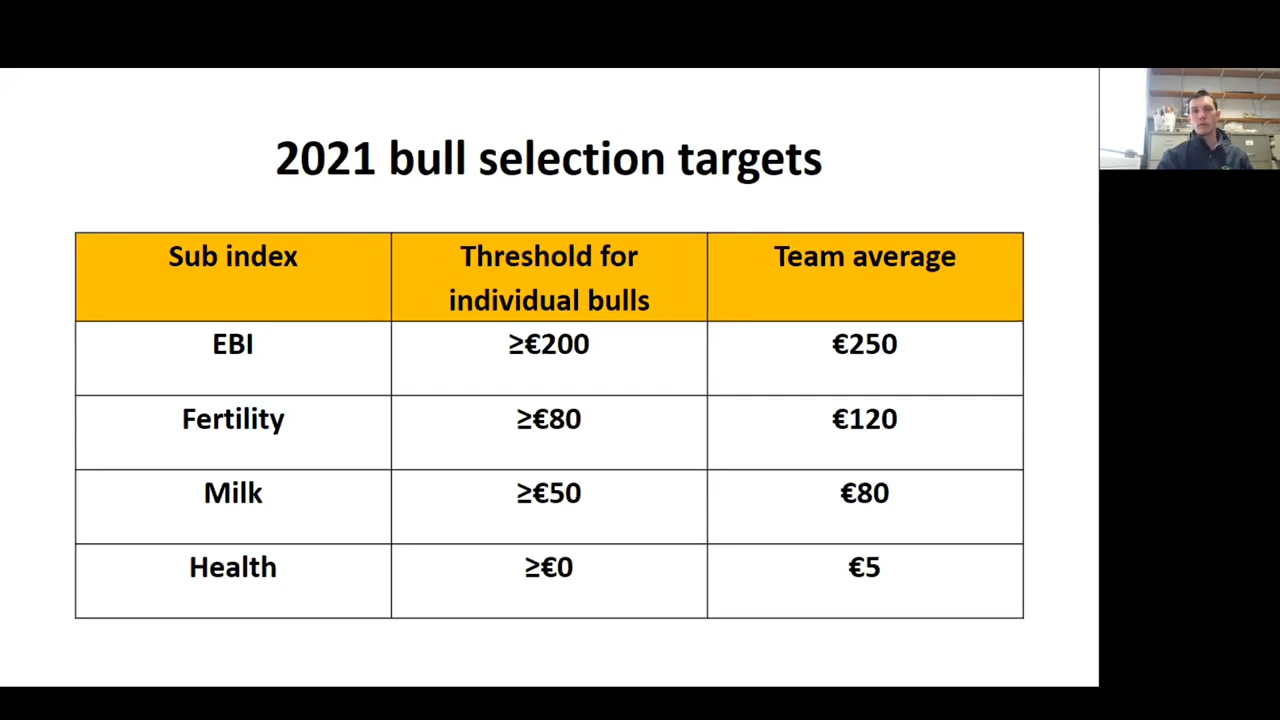 2021 bull selection targets
Sub index
Threshold for
individual bulls
Team average
EBI
≥€200
€250
Fertility
≥€80
€120
Milk
≥€50
€80
Health
≥€0
€5